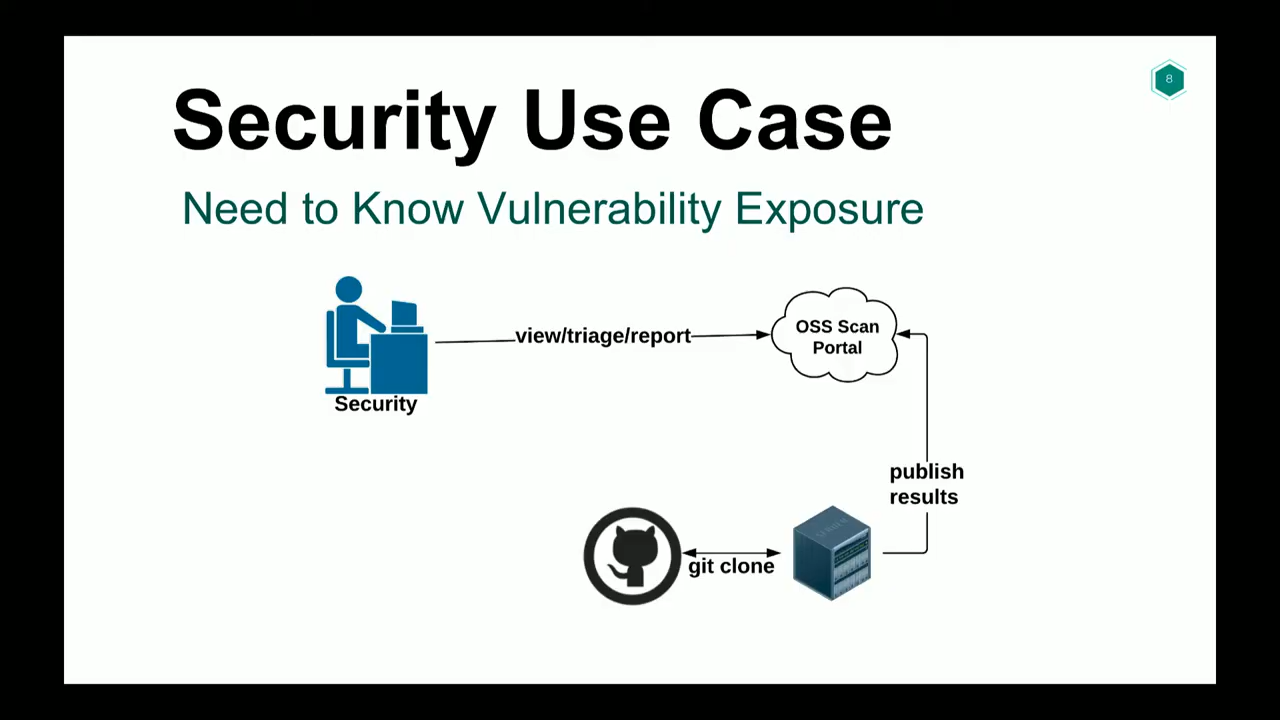 8
Security Use Case
Need to Know Vulnerability Exposure
view/triage/report
OSS Scan
Portal
Security
publish
results
git clone
SERVER